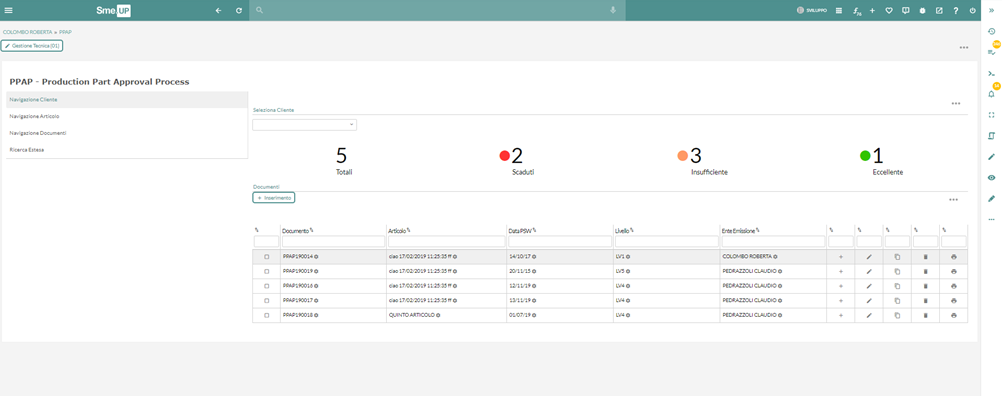 Sme.UP
SVILUPPO
COLOMBO ROBERTA • PPAP
Gestione Tecnica (01)
PPAP - Production Part Approval Process
Navigazione Cliente
Navigazione Articolo
Navigazione Documenti
Ricerca Estesa
Seleziona Cliente
5 2 3 1
Totali Scaduti Insufficiente Eccellente
Documenti
+ Inserimento
Documento Articolo Data PSW Livello Ente Emissione
PPAP190014 ciao 17/02/2019 11:25:35 ff 14/10/17 LV1 COLOMBO ROBERTA
PPAP190019 ciao 17/02/2019 11:25:35 ff 20/11/15 LV5 PEDRAZZOLI CLAUDIO
PPAP190016 ciao 17/02/2019 11:25:35 ff 12/11/19 LV4 PEDRAZZOLI CLAUDIO
PPAP190017 ciao 17/02/2019 11:25:35 ff 13/11/19 LV4 PEDRAZZOLI CLAUDIO
PPAP190018 QUINTO ARTICOLO 01/07/19 LV4 PEDRAZZOLI CLAUDIO